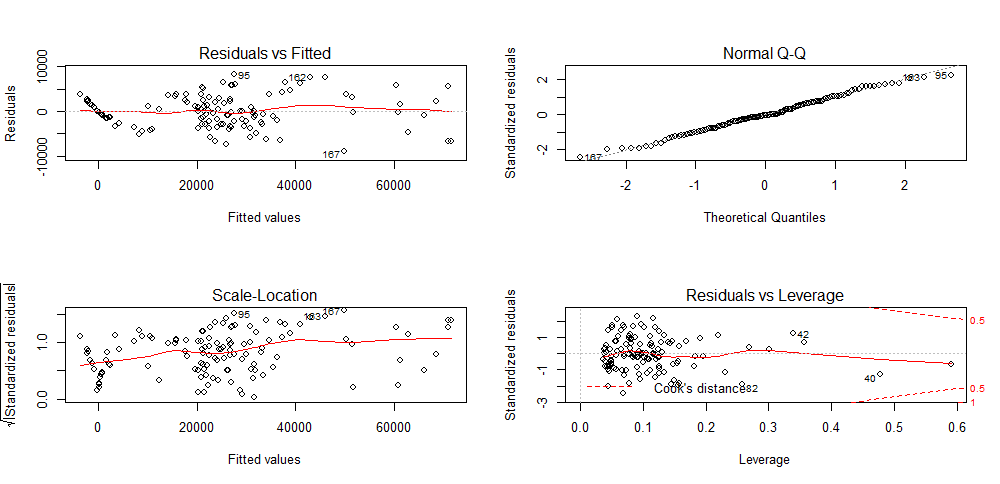 Residuals vs Fitted
Residuals
-10000 0 10000
95
162
167
0 20000 40000 60000
Fitted values
Normal Q-Q
Standardized residuals
-2 0 2
167
95
-2 -1 0 1 2
Theoretical Quantiles
Scale-Location
√|Standardized residuals|
0.0 1.0
95
167
0 20000 40000 60000
Fitted values
Residuals vs Leverage
Standardized residuals
-3 -1 1
42
40
82
Cook's distance
0.5
0.5
1
0.0 0.1 0.2 0.3 0.4 0.5 0.6
Leverage